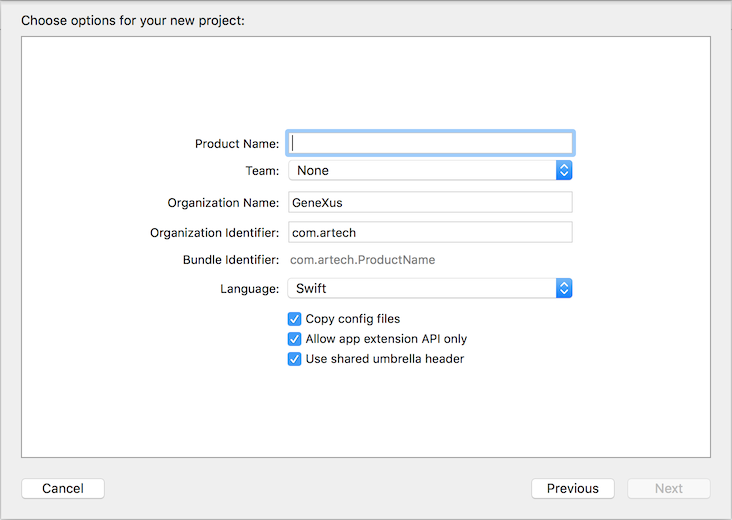 Choose options for your new project:
Product Name:
Team: None
Organization Name: GeneXus
Organization Identifier: com.artech
Bundle Identifier: com.artech.ProductName
Language: Swift
Copy config files
Allow app extension API only
Use shared umbrella header
Cancel Previous Next